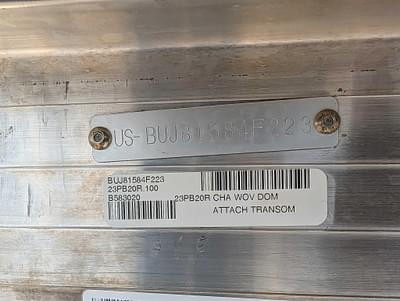 US-BUJ81584F223
BUJ81584F223
23PB20R.100
B583020 23PB20R CHA WOV DOM
ATTACH TRANSOM